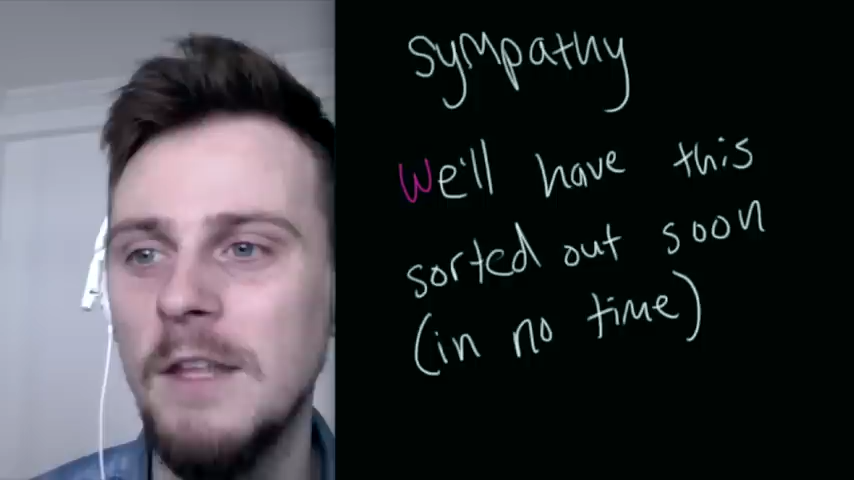 sympathy
We'll have this
sorted out soon
(in no time)